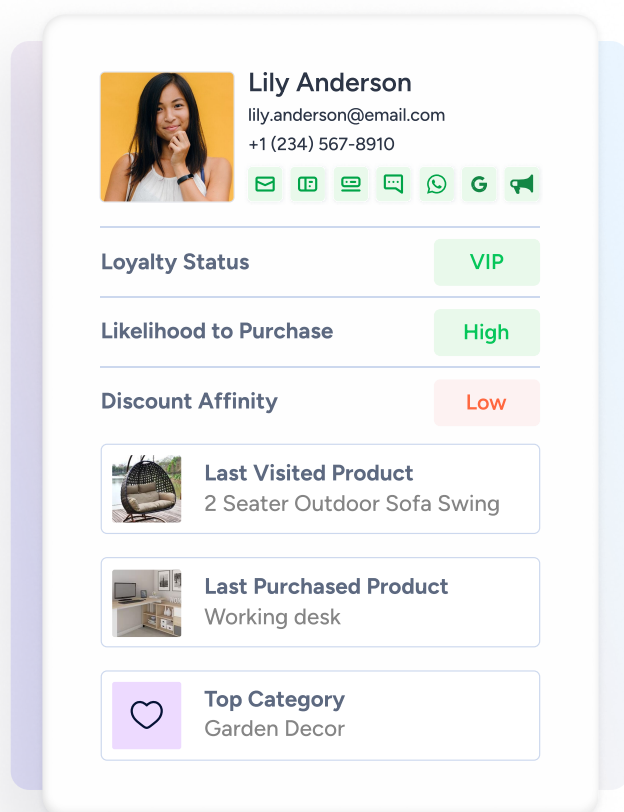 Lily Anderson
lily.anderson@email.com
+1 (234) 567-8910
G
Loyalty Status
VIP
Likelihood to Purchase
High
Discount Affinity
Low
Last Visited Product
2 Seater Outdoor Sofa Swing
Last Purchased Product
Working desk
Top Category
Garden Decor